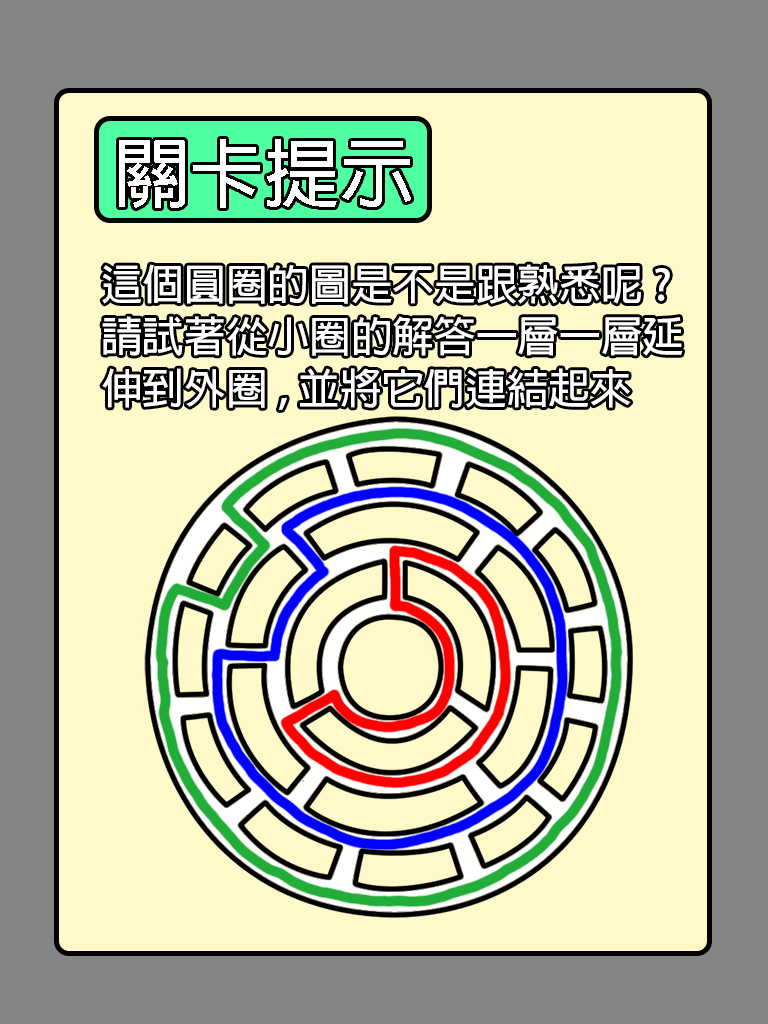 關卡提示
這個圓圈的圖是不是跟熟悉呢？
請試著從小圈的解答一層一層延
伸到外圈 , 並將它們連結起來